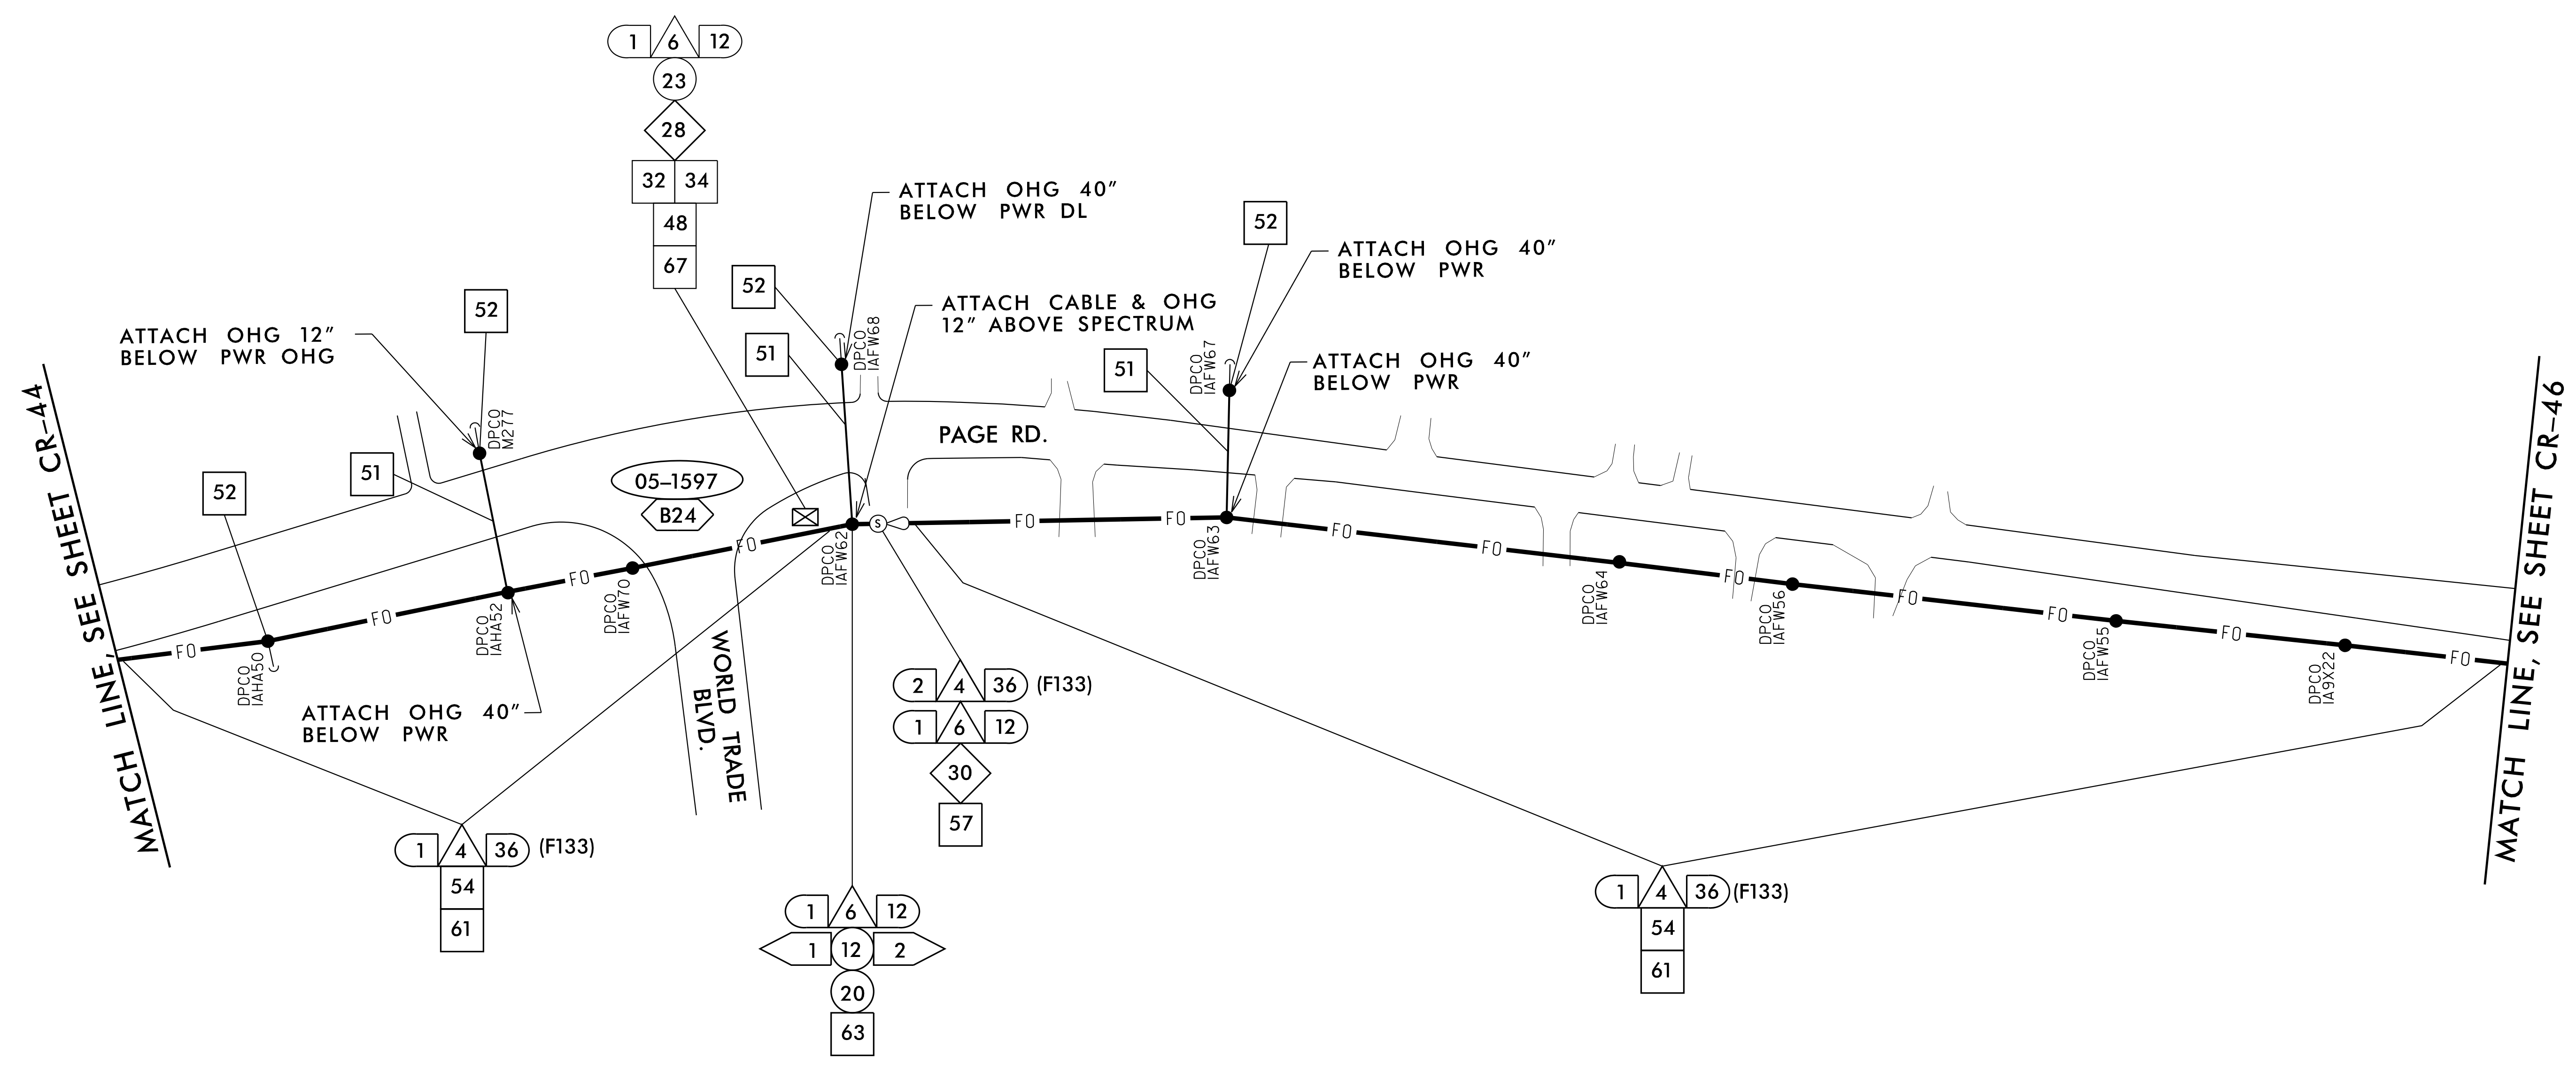 1 6 12
23
28
32 34
48
67
ATTACH OHG 40"
BELOW PWR DL
52
ATTACH OHG 40"
BELOW PWR
52
52
ATTACH CABLE & OHG
12" ABOVE SPECTRUM
ATTACH OHG 12"
BELOW PWR OHG
51
DPCO
IAFW68
51
DPCO
IAFW67
ATTACH OHG 40"
BELOW PWR
MATCH LINE, SEE SHEET CR-44
MATCH LINE, SEE SHEET CR-46
DPCO
M277
PAGE RD.
51
52
05-1597
B24
S
FO
FO
FO
FO
FO
FO
FO
FO
FO
FO
FO
FO
FO
DPCO
IAHA50
DPCO
IAHA52
DPCO
IAFW70
DPCO
IAFW62
DPCO
IAFW63
DPCO
IAFW64
DPCO
IAFW56
DPCO
IAFW55
DPCO
IA9X22
WORLD TRADE
BLVD.
ATTACH OHG 40"
BELOW PWR
2 4 36 (F133)
1 6 12
30
57
1 4 36 (F133)
54
61
1 6 12
1 12 2
20
63
1 4 36 (F133)
54
61